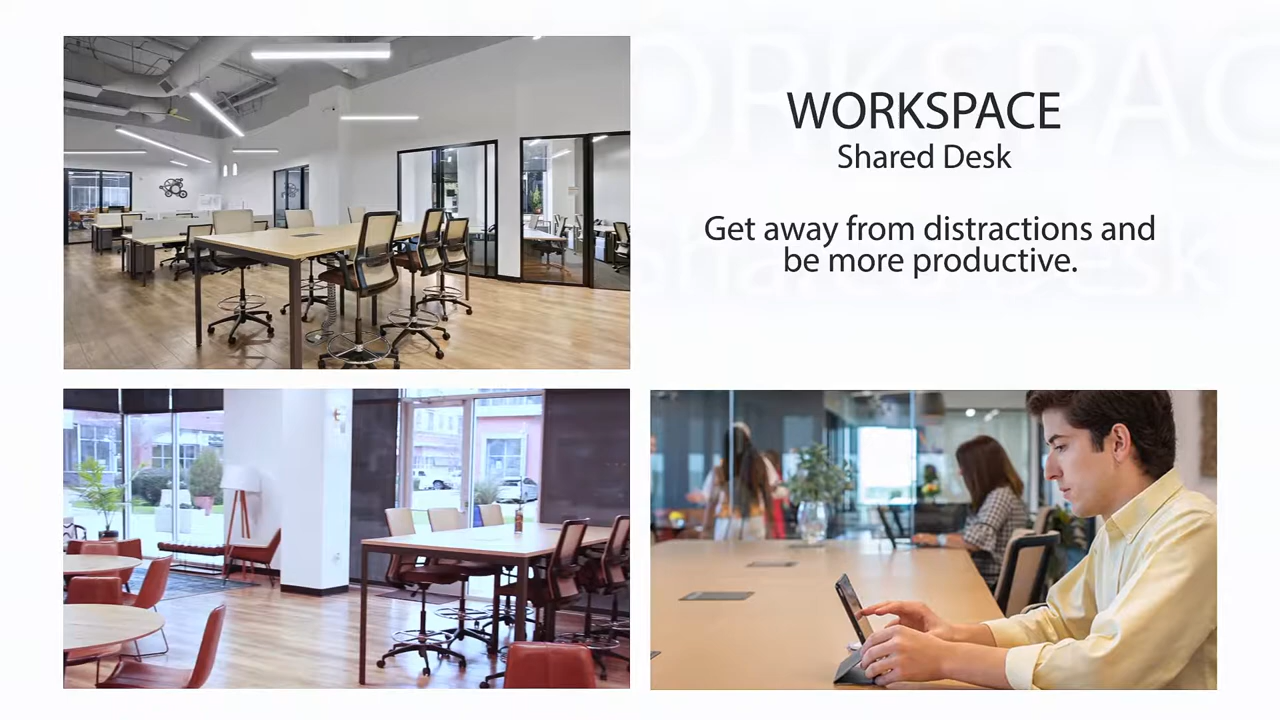 WORKSPACE
Shared Desk
Get away from distractions and
be more productive.